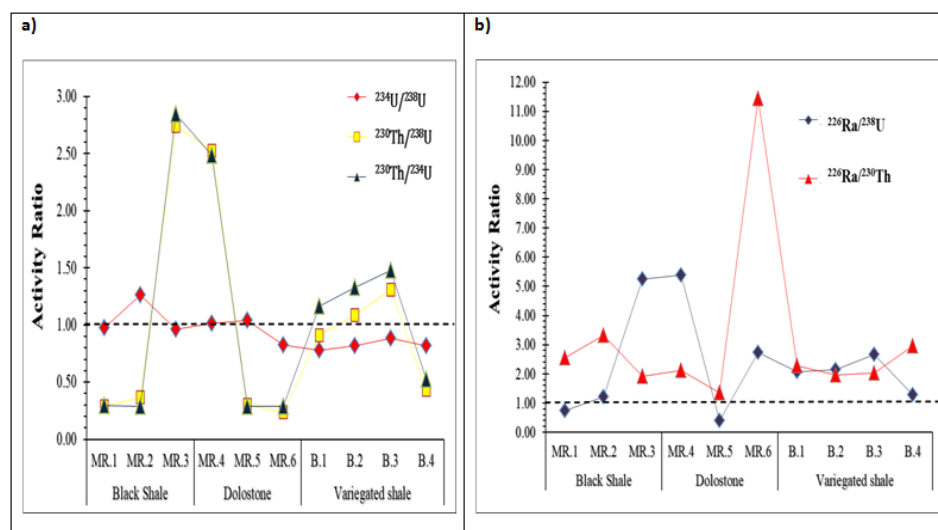 a)
3.00
2.50
2.00
1.50
1.00
0.50
0.00
Activity Ratio
²³⁴U/²³⁸U
²³⁰Th/²³⁸U
²³⁰Th/²³⁴U
MR.1 MR.2 MR.3 MR.4 MR.5 MR.6 B.1 B.2 B.3 B.4
Black Shale Dolostone Variegated shale
b)
12.00
11.00
10.00
9.00
8.00
7.00
6.00
5.00
4.00
3.00
2.00
1.00
0.00
Activity Ratio
²²⁶Ra/²³⁸U
²²⁶Ra/²³⁰Th
MR.1 MR.2 MR.3 MR.4 MR.5 MR.6 B.1 B.2 B.3 B.4
Black Shale Dolostone Variegated shale